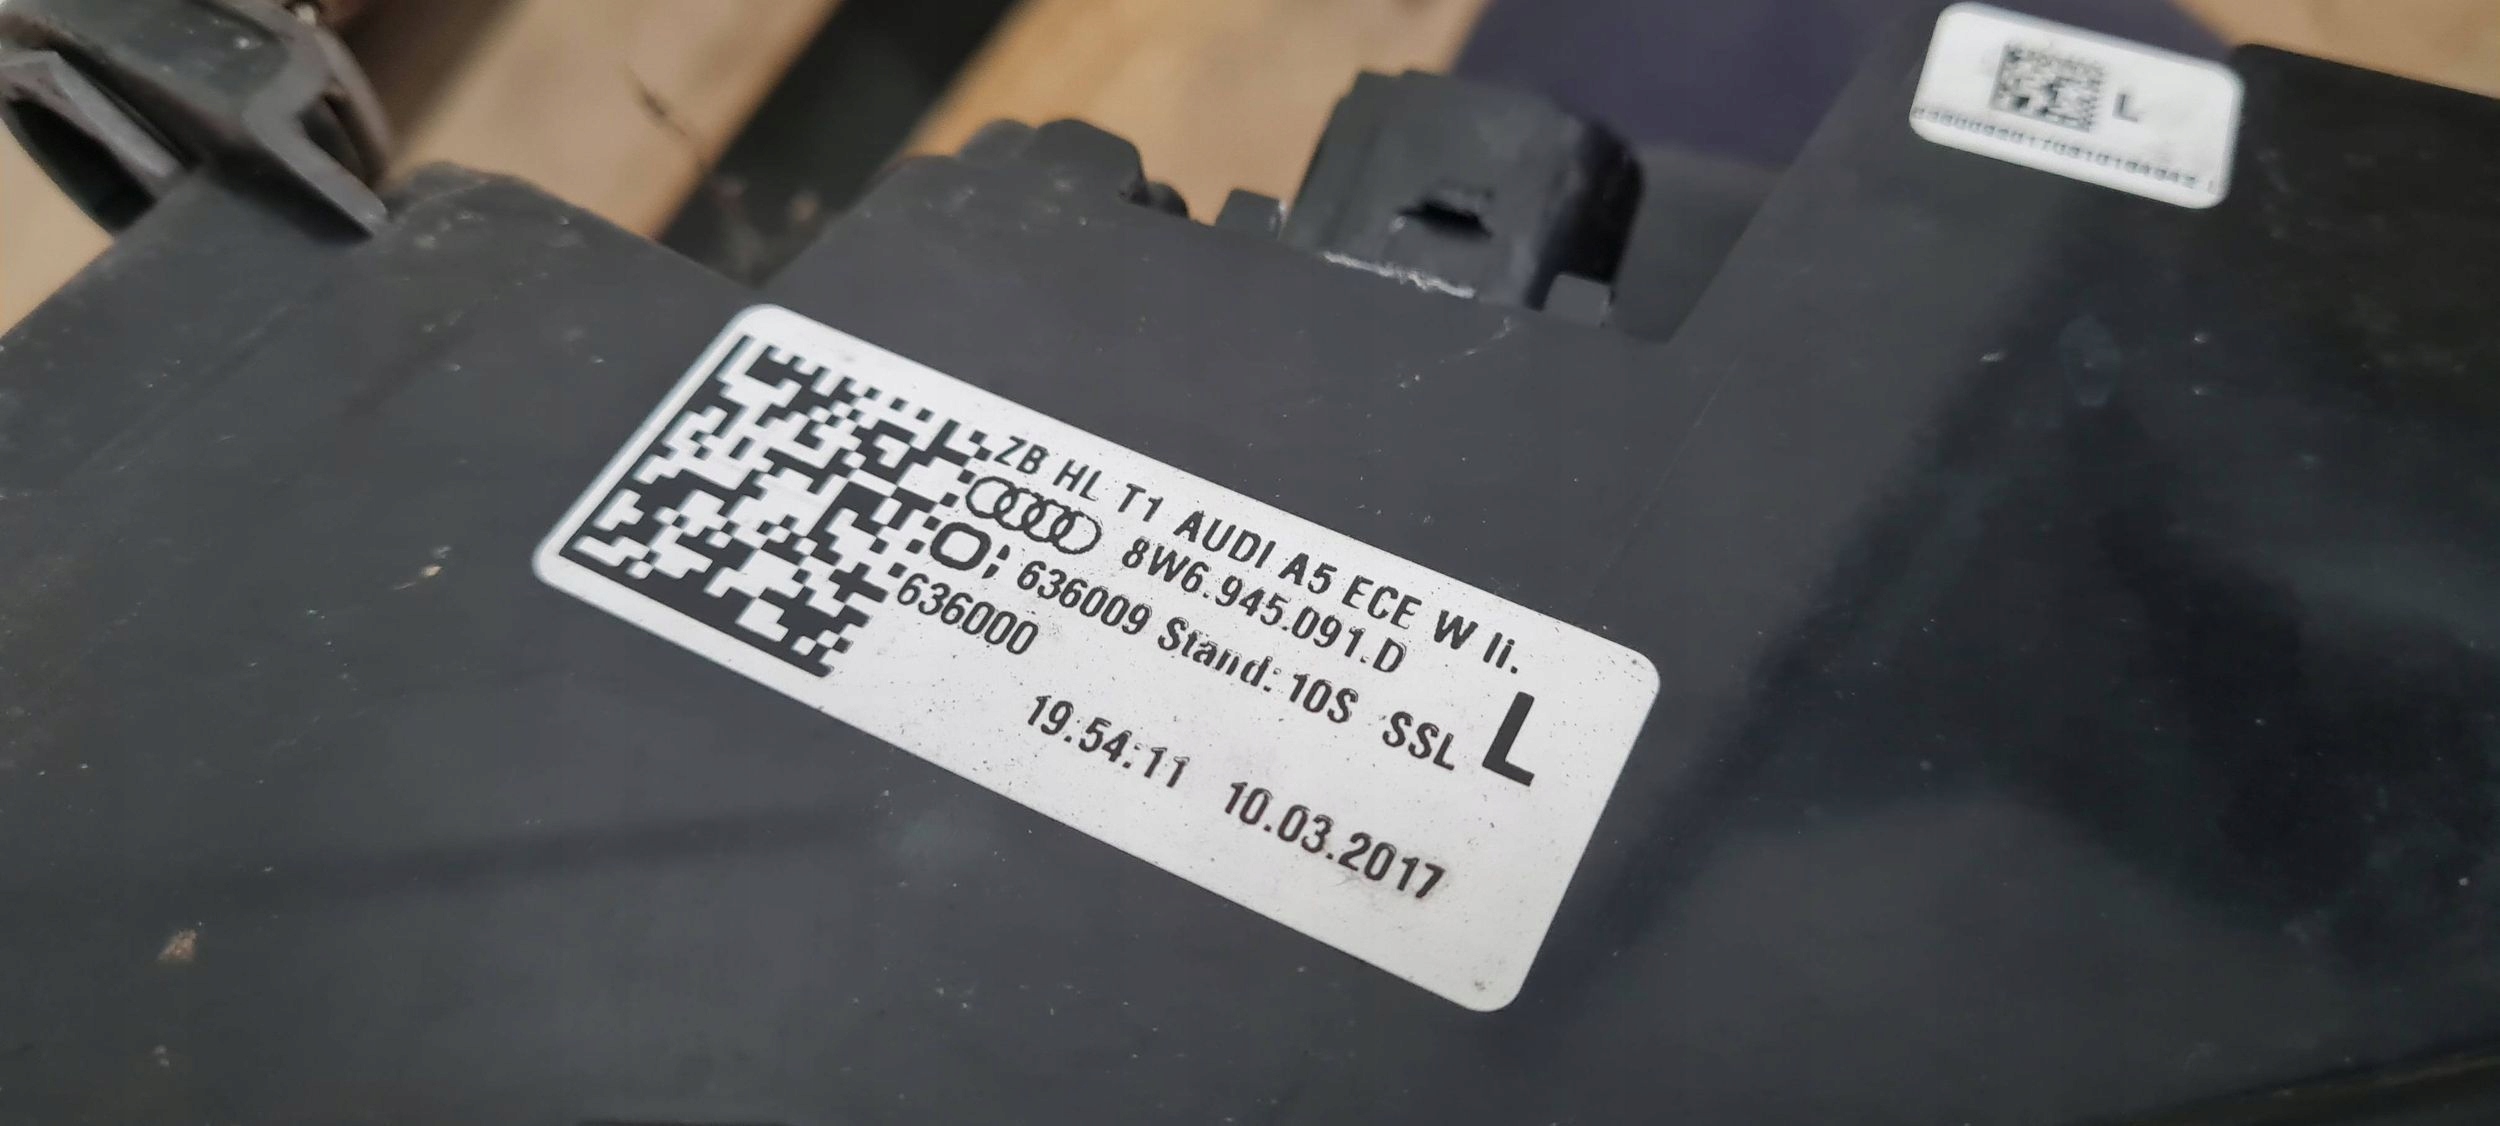 L
ZB HL T1 AUDI A5 ECE W li.
8W6.945.091.D
636009 Stand: 10S SSL L
636000
19:54:11 10.03.2017